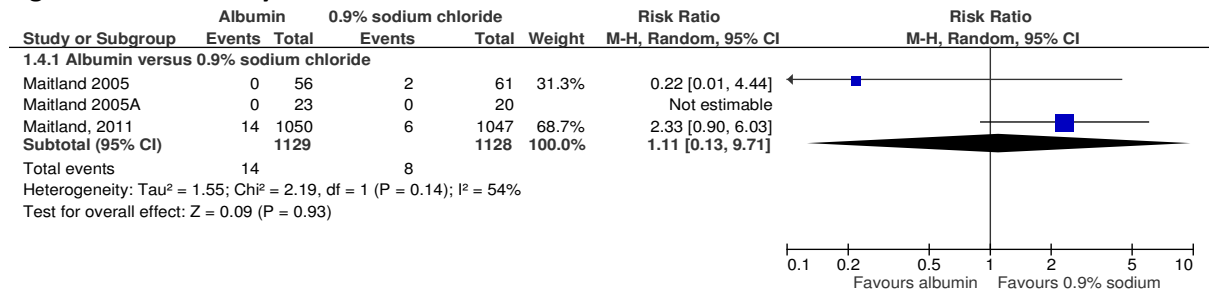 Albumin 0.9% sodium chloride Risk Ratio Risk Ratio
Study or Subgroup Events Total Events Total Weight M-H, Random, 95% CI M-H, Random, 95% CI
1.4.1 Albumin versus 0.9% sodium chloride
Maitland 2005 0 56 2 61 31.3% 0.22 [0.01, 4.44]
Maitland 2005A 0 23 0 20 Not estimable
Maitland, 2011 14 1050 6 1047 68.7% 2.33 [0.90, 6.03]
Subtotal (95% CI) 1129 1128 100.0% 1.11 [0.13, 9.71]
Total events 14 8
Heterogeneity: Tau² = 1.55; Chi² = 2.19, df = 1 (P = 0.14); I² = 54%
Test for overall effect: Z = 0.09 (P = 0.93)
0.1 0.2 0.5 1 2 5 10
Favours albumin Favours 0.9% sodium